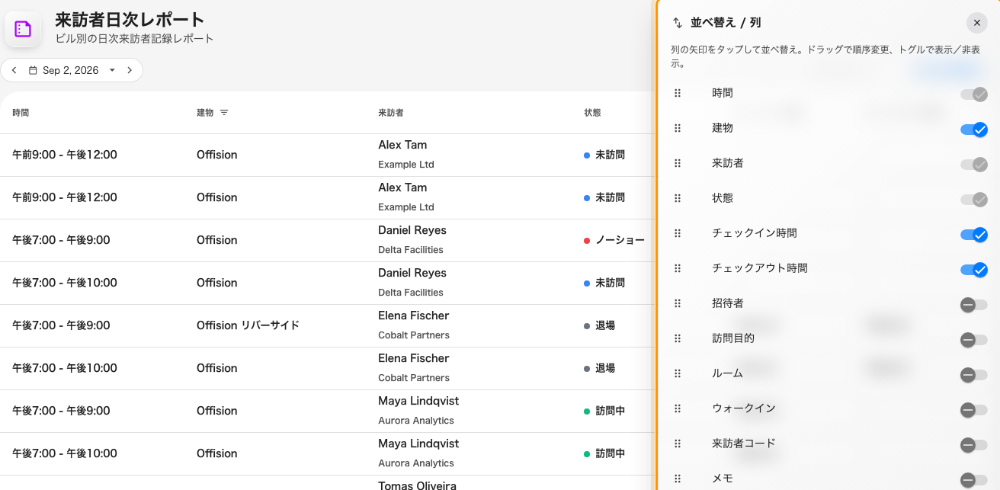 来訪者日次レポート
ビル別の日次来訪者記録レポート
Sep 2, 2026
時間 建物 来訪者 状態
午前9:00 - 午後12:00 Offision Alex Tam 未訪問
Example Ltd
午前9:00 - 午後12:00 Offision Alex Tam 未訪問
Example Ltd
午後7:00 - 午後9:00 Offision Daniel Reyes ノーショー
Delta Facilities
午後7:00 - 午後10:00 Offision Daniel Reyes 未訪問
Delta Facilities
午後7:00 - 午後9:00 Offision リバーサイド Elena Fischer 退場
Cobalt Partners
午後7:00 - 午後10:00 Offision Elena Fischer 退場
Cobalt Partners
午後7:00 - 午後9:00 Offision Maya Lindqvist 訪問中
Aurora Analytics
午後7:00 - 午後10:00 Offision Maya Lindqvist 訪問中
Aurora Analytics
Tomas Oliveira
並べ替え / 列
列の矢印をタップして並べ替え。ドラッグで順序変更、トグルで表示／非表
示。
時間
建物
来訪者
状態
チェックイン時間
チェックアウト時間
招待者
訪問目的
ルーム
ウォークイン
来訪者コード
メモ